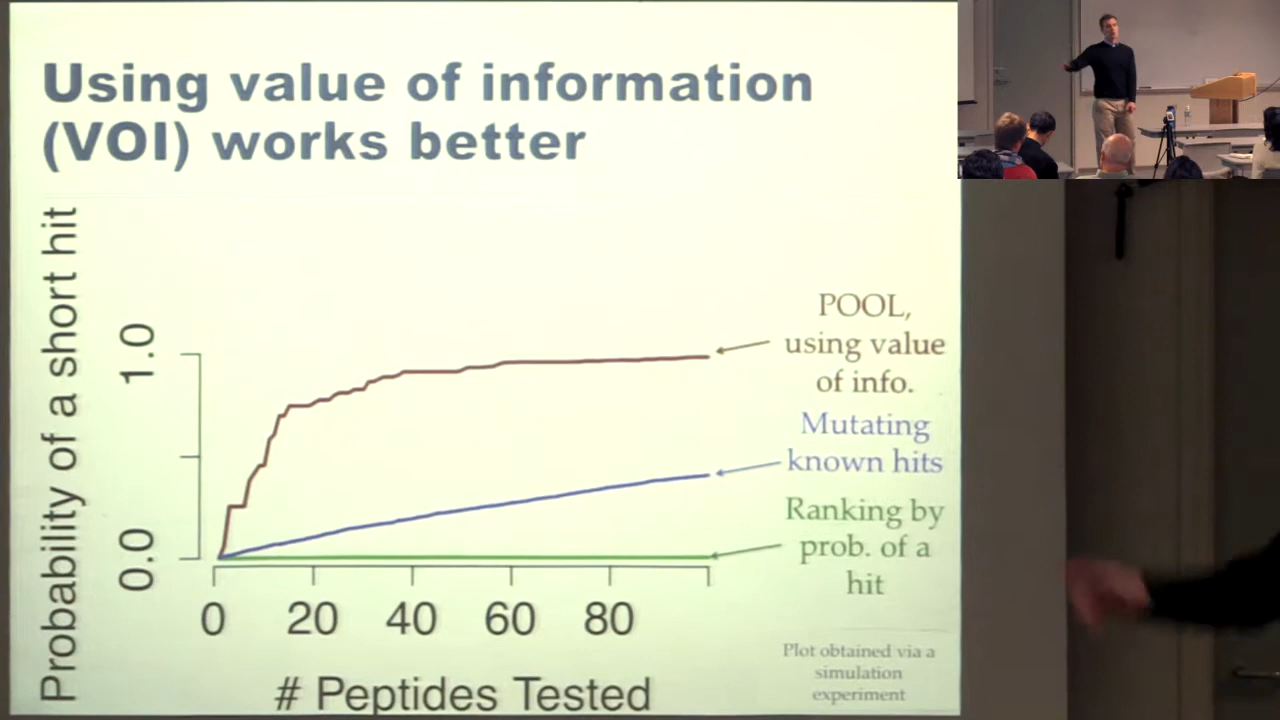 Using value of information
(VOI) works better
Probability of a short hit
1.0
0.0
0 20 40 60 80
# Peptides Tested
POOL,
using value
of info.
Mutating
known hits
Ranking by
prob. of a
hit
Plot obtained via a
simulation
experiment